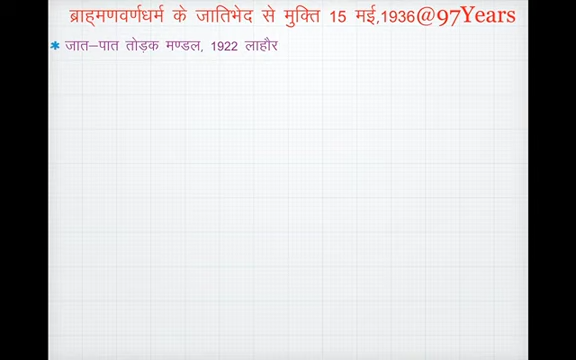 ब्राह्मणवर्णधर्म के जातिभेद से मुक्ति 15 मई,1936@97Years
* जात–पात तोड़क मण्डल, 1922 लाहौर